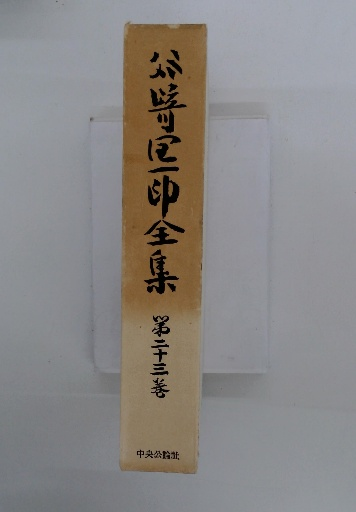 谷崎潤一郎全集
第二十三巻
中央公論社